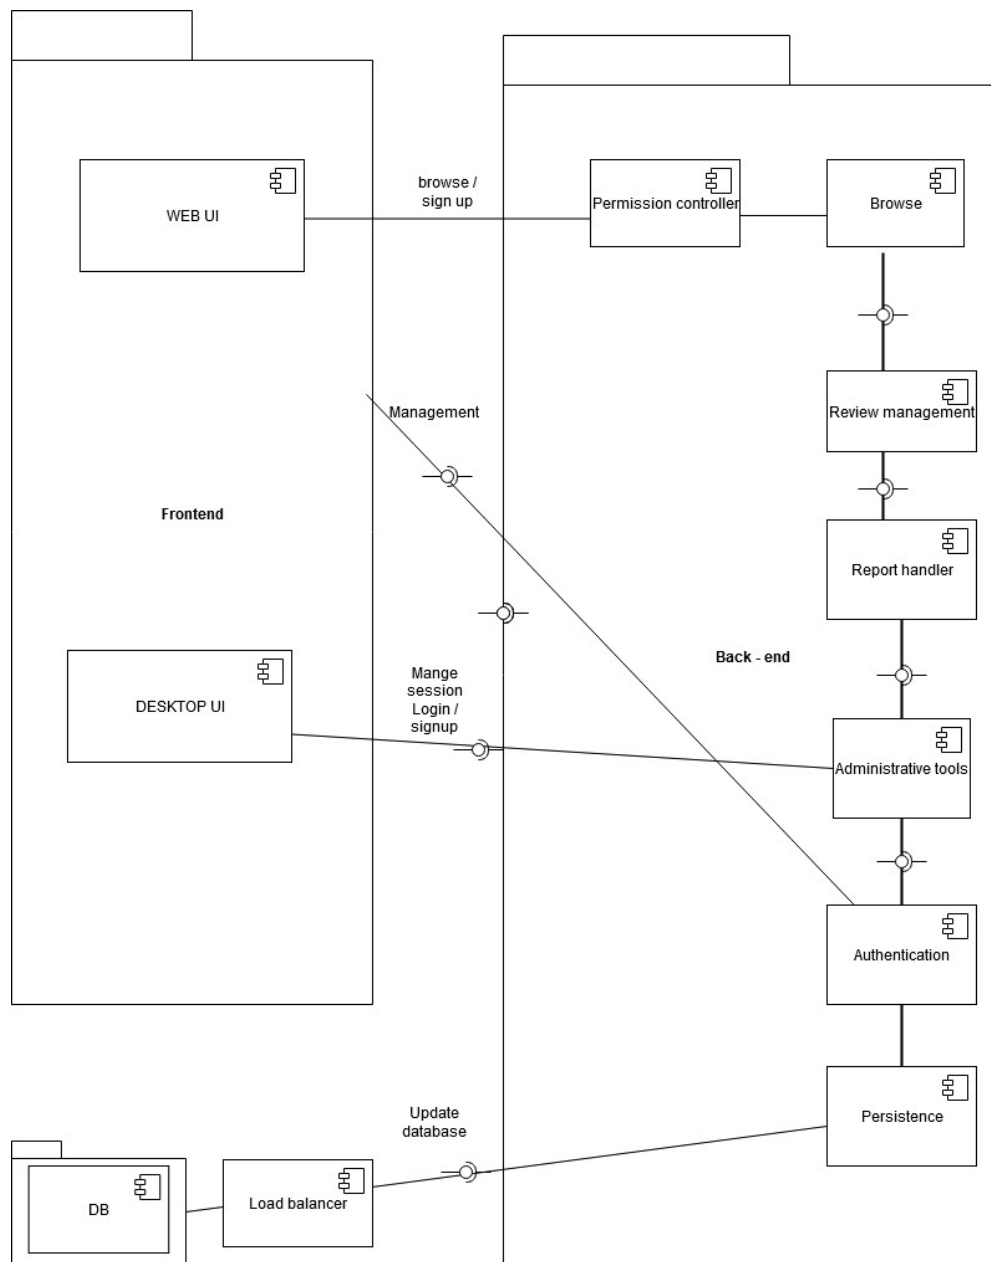 browse /
sign up
WEB UI
Permission controller
Browse
Management
Review management
Frontend
Report handler
Back - end
Mange
session
Login /
signup
DESKTOP UI
Administrative tools
Authentication
Update
database
Persistence
DB
Load balancer